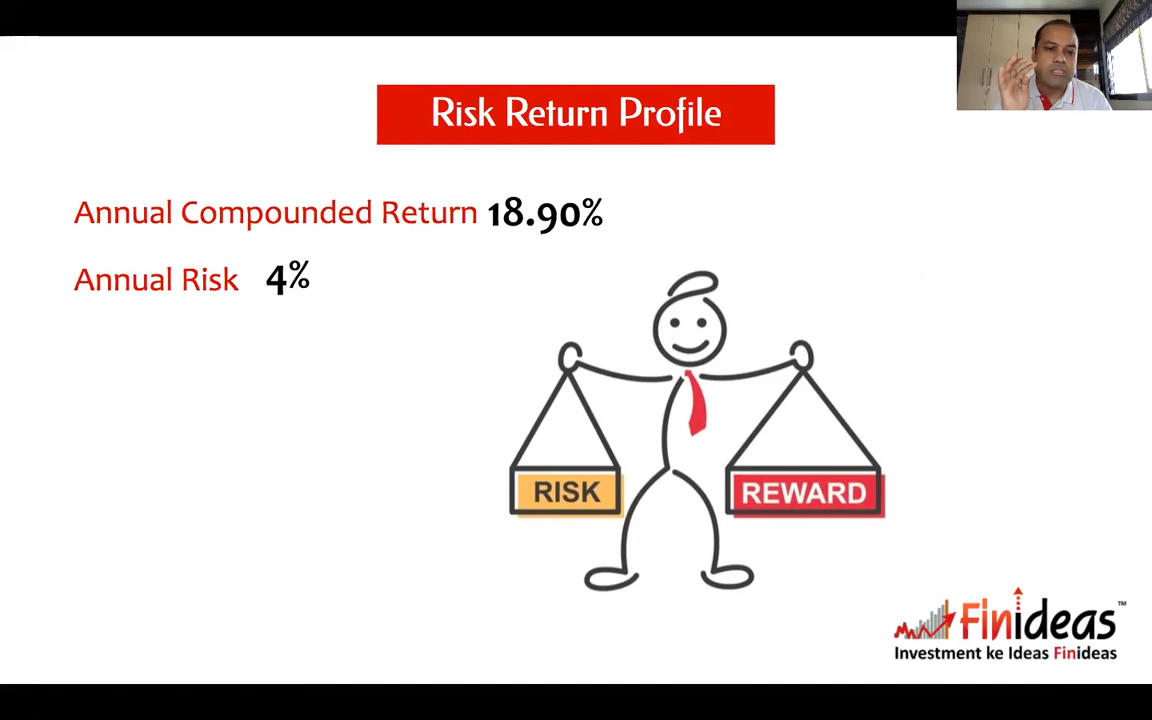 Risk Return Profile
Annual Compounded Return 18.90%
Annual Risk 4%
RISK REWARD
Finideas™
Investment ke Ideas Finideas